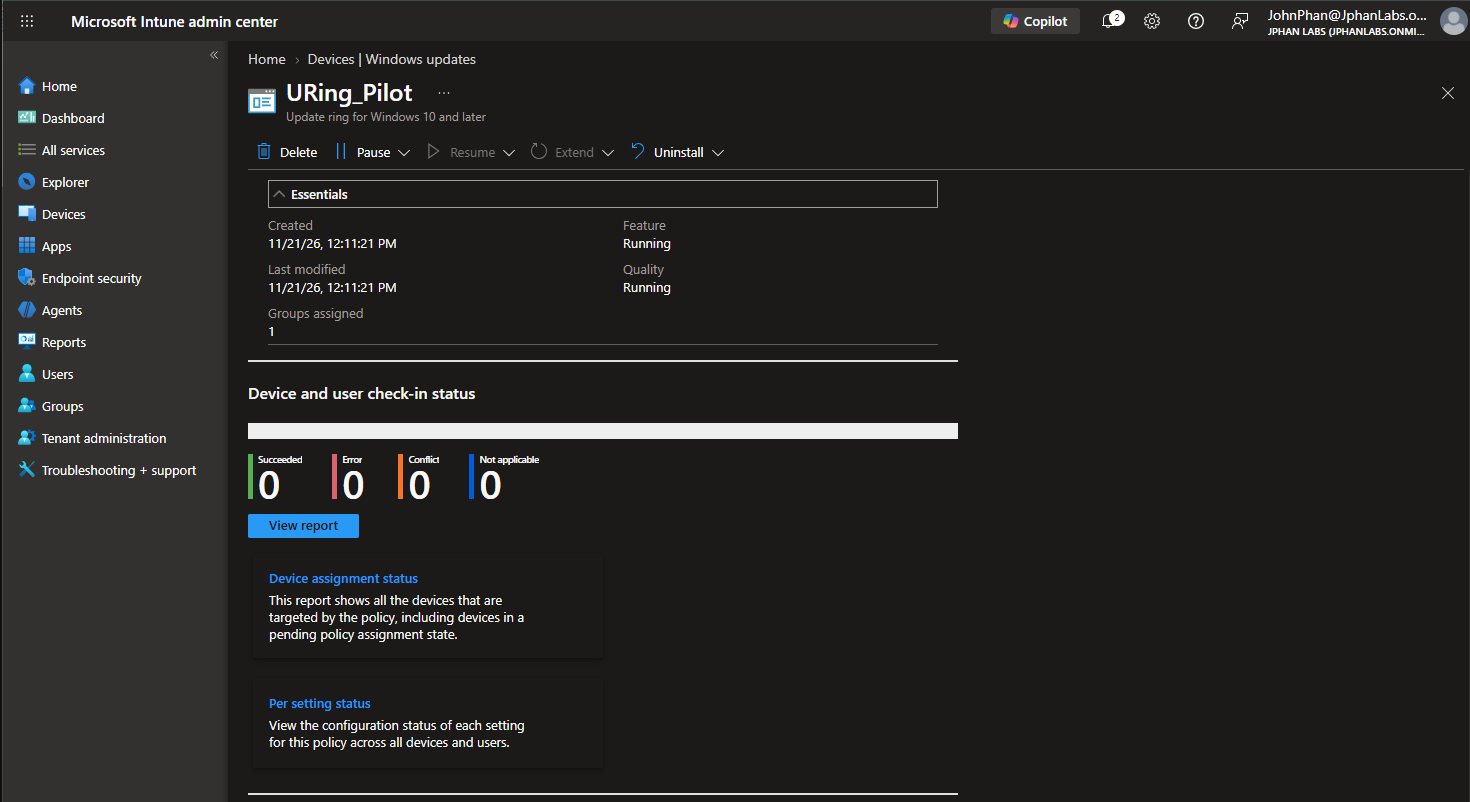 Microsoft Intune admin center
Copilot
2
JohnPhan@JphanLabs.o...
JPHAN LABS (JPHANLABS.ONMI...
«
Home
Dashboard
All services
Explorer
Devices
Apps
Endpoint security
Agents
Reports
Users
Groups
Tenant administration
Troubleshooting + support
Home > Devices | Windows updates
URing_Pilot ...
Update ring for Windows 10 and later
Delete Pause Resume Extend Uninstall
Essentials
Created
11/21/26, 12:11:21 PM
Feature
Running
Last modified
11/21/26, 12:11:21 PM
Quality
Running
Groups assigned
1
Device and user check-in status
Succeeded
0
Error
0
Conflict
0
Not applicable
0
View report
Device assignment status
This report shows all the devices that are
targeted by the policy, including devices in a
pending policy assignment state.
Per setting status
View the configuration status of each setting
for this policy across all devices and users.